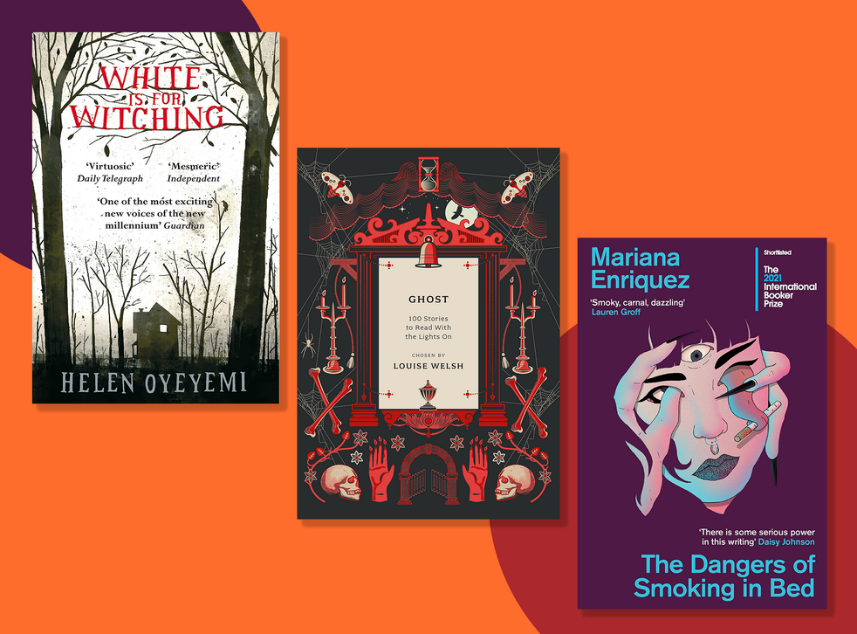 WHITE
IS FOR
WITCHING
‘Virtuosic’
Daily Telegraph
‘Mesmeric’
Independent
‘One of the most exciting
new voices of the new
millennium’ Guardian
HELEN OYEYEMI
GHOST
100 Stories
to Read With
the Lights On
CHOSEN BY
LOUISE WELSH
Mariana
Enriquez
‘Smoky, carnal, dazzling’
Lauren Groff
Shortlisted
The
2021
International
Booker
Prize
‘There is some serious power
in this writing’ Daisy Johnson
The Dangers of
Smoking in Bed